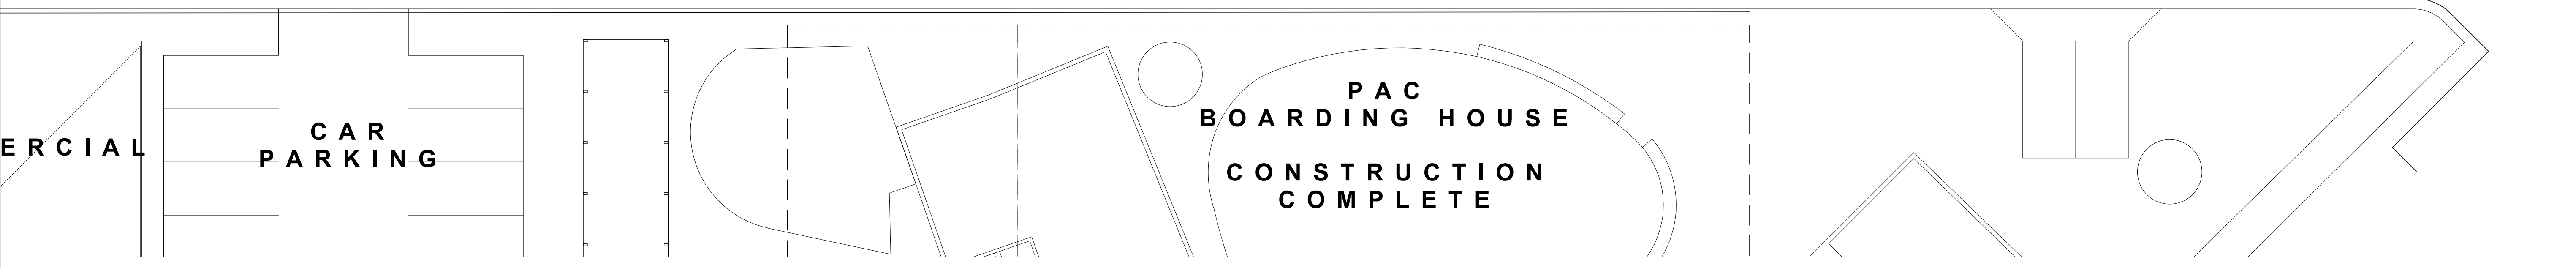 ERCIAL
CAR
PARKING
PAC
BOARDING HOUSE
CONSTRUCTION
COMPLETE